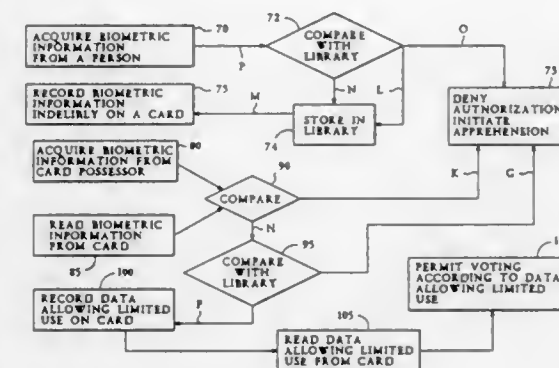 70
ACQUIRE BIOMETRIC
INFORMATION
FROM A PERSON
P
72
COMPARE
WITH
LIBRARY
O
N
L
75
RECORD BIOMETRIC
INFORMATION
INDELIBLY ON A CARD
M
STORE IN
LIBRARY
74
73
DENY
AUTHORIZATION
INITIATE
APPREHENSION
80
ACQUIRE BIOMETRIC
INFORMATION FROM
CARD POSSESSOR
90
COMPARE
K
G
N
READ BIOMETRIC
INFORMATION
FROM CARD
85
95
COMPARE
WITH
LIBRARY
P
100
RECORD DATA
ALLOWING LIMITED
USE ON CARD
105
READ DATA
ALLOWING LIMITED
USE FROM CARD
PERMIT VOTING
ACCORDING TO DATA
ALLOWING LIMITED
USE